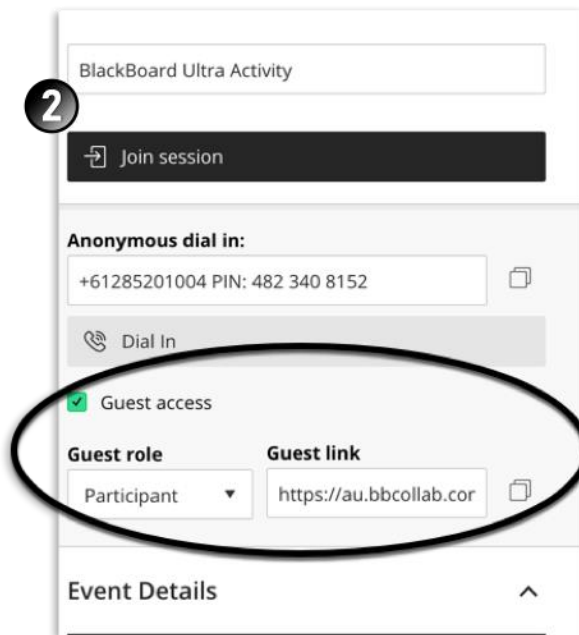 BlackBoard Ultra Activity
2
Join session
Anonymous dial in:
+61285201004 PIN: 482 340 8152
Dial In
Guest access
Guest role Guest link
Participant https://au.bbcollab.cor
Event Details